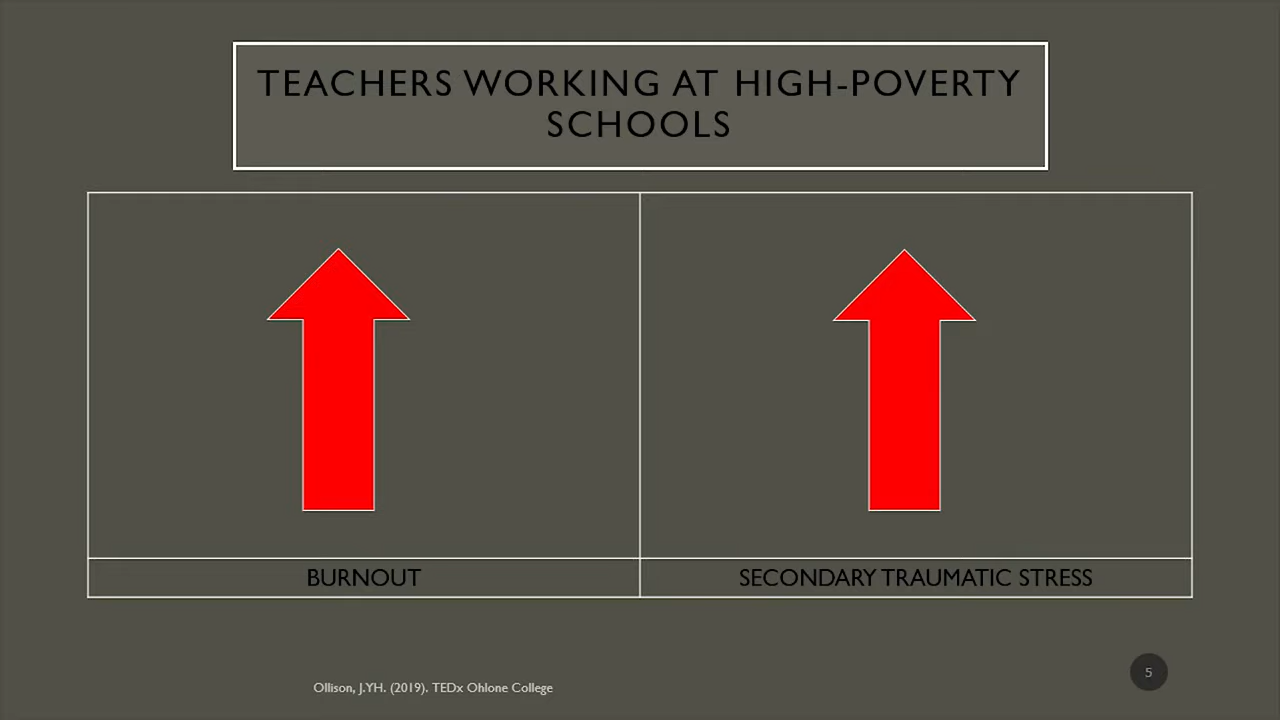 TEACHERS WORKING AT HIGH-POVERTY
SCHOOLS
BURNOUT
SECONDARY TRAUMATIC STRESS
Ollison, J.YH. (2019). TEDx Ohlone College
5